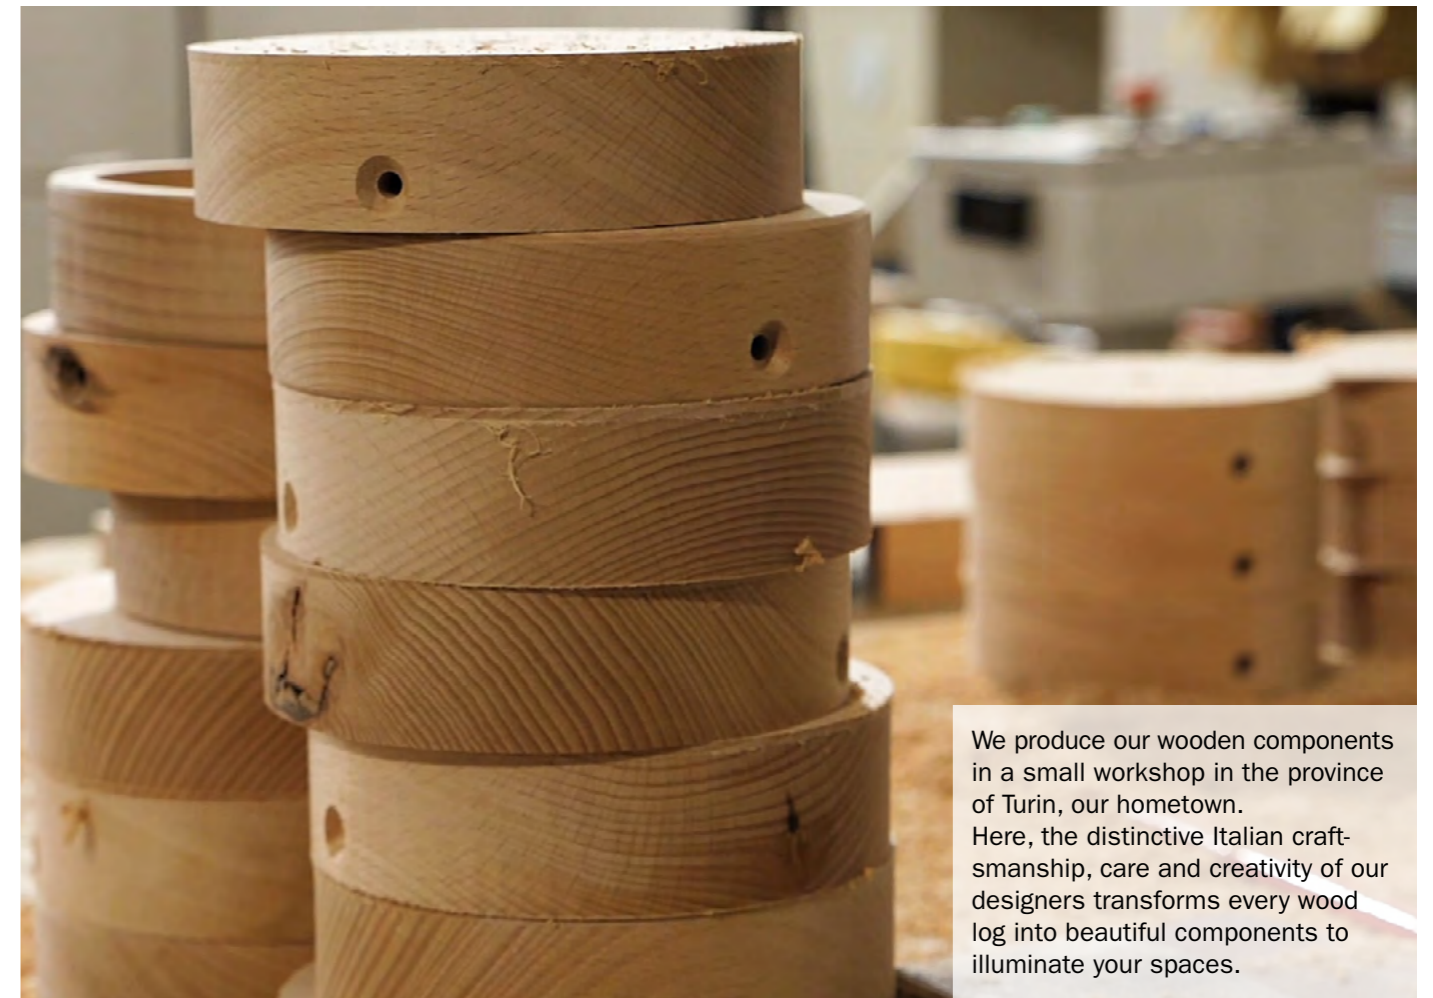 We produce our wooden components
in a small workshop in the province
of Turin, our hometown.
Here, the distinctive Italian craft-
smanship, care and creativity of our
designers transforms every wood
log into beautiful components to
illuminate your spaces.